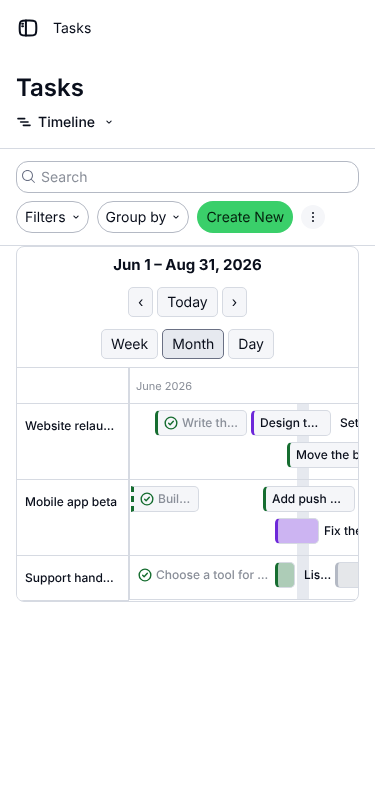 Tasks
Tasks
Timeline
Search
Filters
Group by
Create New
Jun 1 – Aug 31, 2026
‹ Today ›
Week Month Day
June 2026
Website relau...
Write th...
Design t...
Set
Move the b
Mobile app beta
Buil...
Add push ...
Fix the
Support hand...
Choose a tool for ...
Lis...